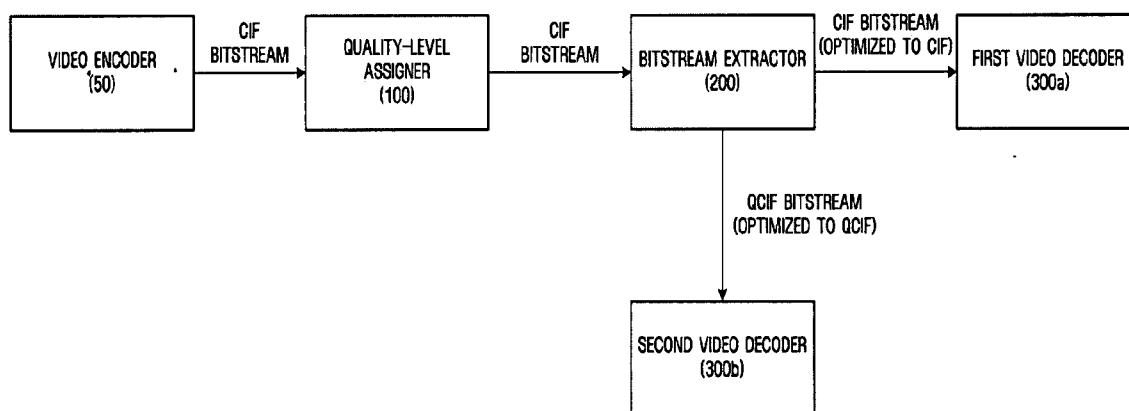 VIDEO ENCODER
(50)
CIF
BITSTREAM
QUALITY-LEVEL
ASSIGNER
(100)
CIF
BITSTREAM
BITSTREAM EXTRACTOR
(200)
CIF BITSTREAM
(OPTIMIZED TO CIF)
FIRST VIDEO DECODER
(300a)
QCIF BITSTREAM
(OPTIMIZED TO QCIF)
SECOND VIDEO DECODER
(300b)